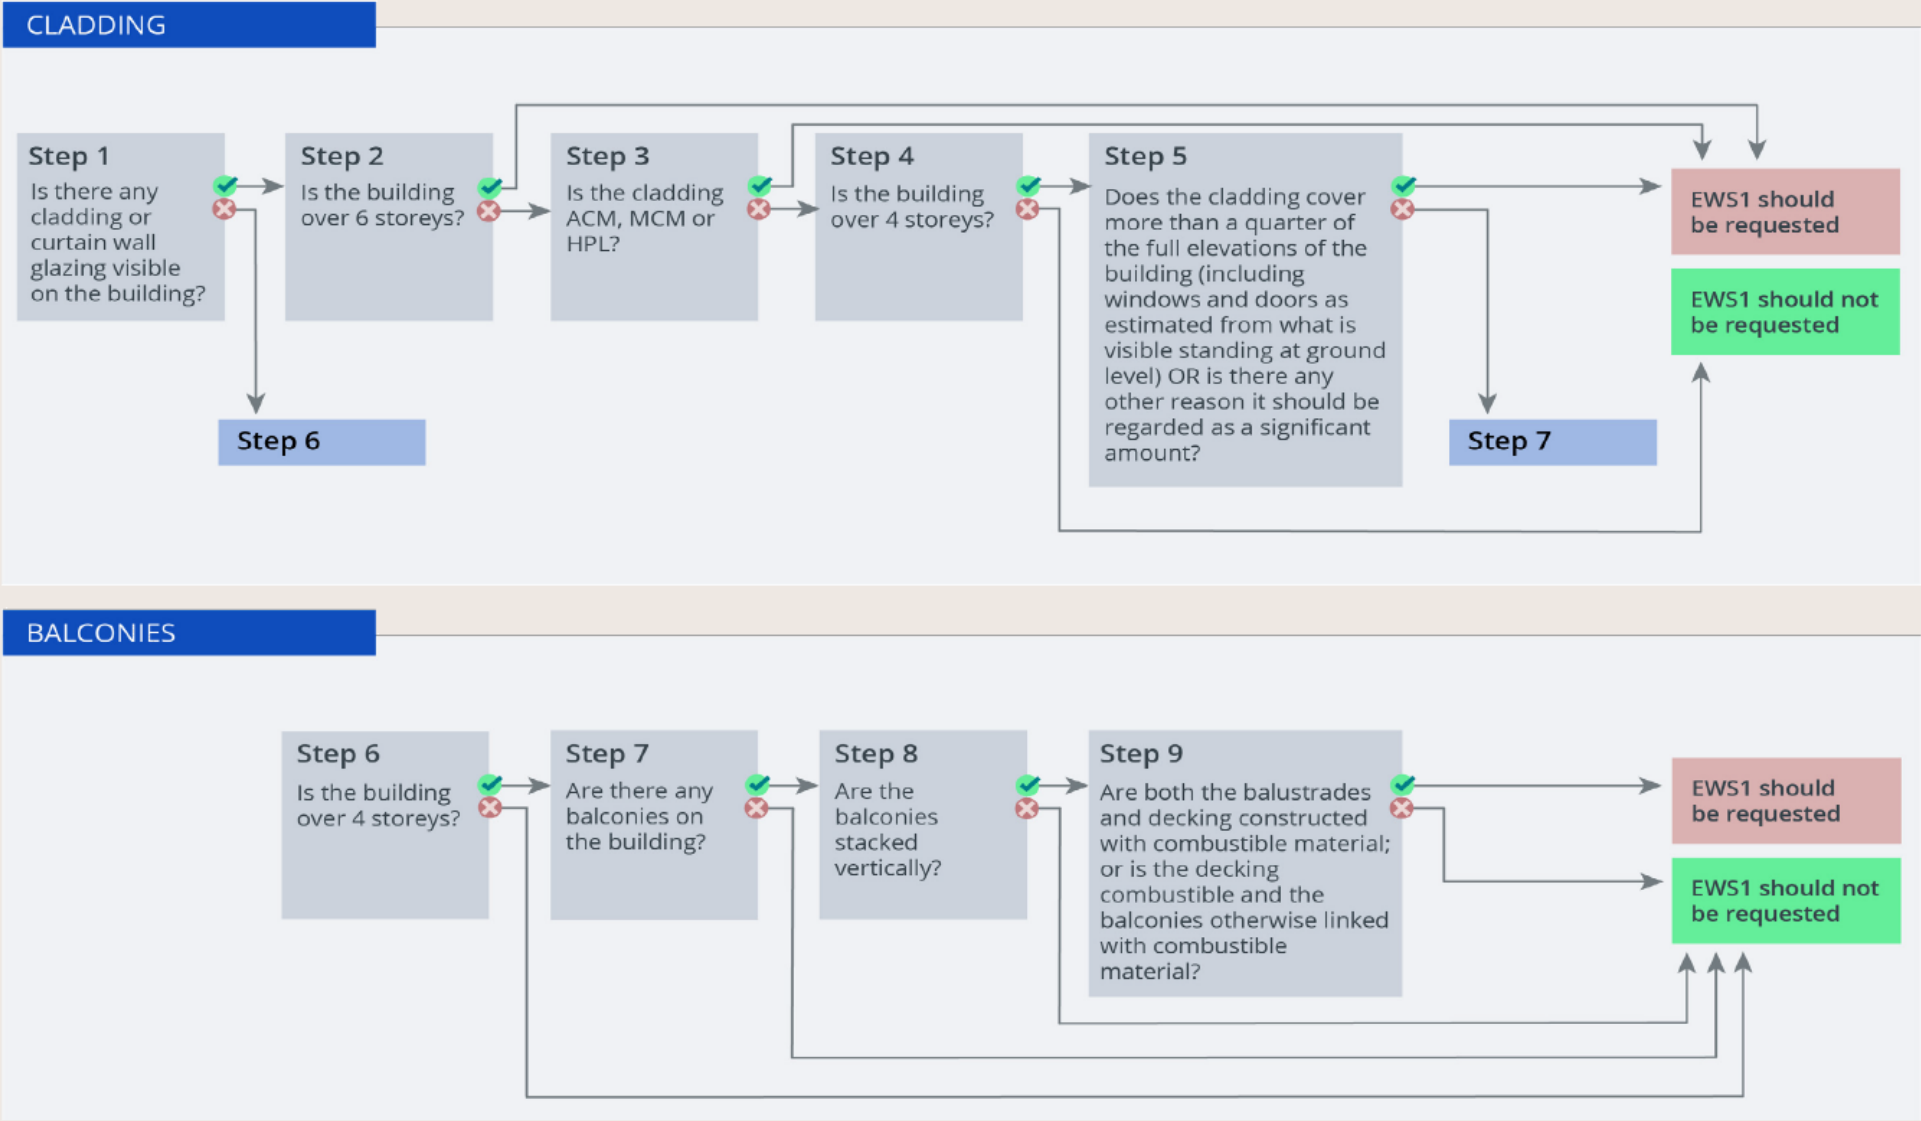 CLADDING
Step 1
Is there any
cladding or
curtain wall
glazing visible
on the building?
Step 2
Is the building
over 6 storeys?
Step 3
Is the cladding
ACM, MCM or
HPL?
Step 4
Is the building
over 4 storeys?
Step 5
Does the cladding cover
more than a quarter of
the full elevations of the
building (including
windows and doors as
estimated from what is
visible standing at ground
level) OR is there any
other reason it should be
regarded as a significant
amount?
EWS1 should
be requested
EWS1 should not
be requested
Step 6
Step 7
BALCONIES
Step 6
Is the building
over 4 storeys?
Step 7
Are there any
balconies on
the building?
Step 8
Are the
balconies
stacked
vertically?
Step 9
Are both the balustrades
and decking constructed
with combustible material;
or is the decking
combustible and the
balconies otherwise linked
with combustible
material?
EWS1 should
be requested
EWS1 should not
be requested